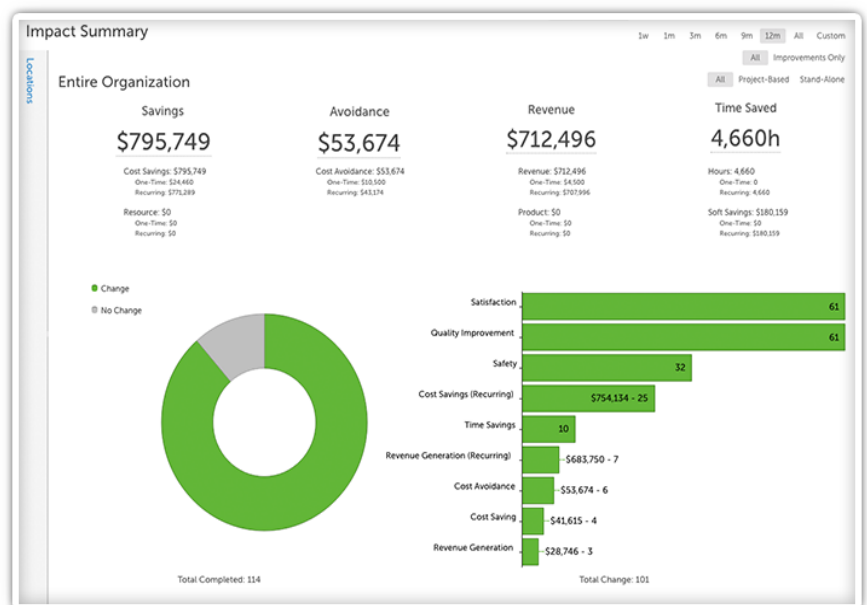 Impact Summary
1w 1m 3m 6m 9m 12m All Custom
All Improvements Only
All Project-Based Stand-Alone
Locations
Entire Organization
Savings
$795,749
Cost Savings: $795,749
One-Time: $24,460
Recurring: $771,289
Resource: $0
One-Time: $0
Recurring: $0
Avoidance
$53,674
Cost Avoidance: $53,674
One-Time: $10,500
Recurring: $43,174
Revenue
$712,496
Revenue: $712,496
One-Time: $4,500
Recurring: $707,996
Product: $0
One-Time: $0
Recurring: $0
Time Saved
4,660h
Hours: 4,660
One-Time: 0
Recurring: 4,660
Soft Savings: $180,159
One-Time: $0
Recurring: $180,159
Change
No Change
Total Completed: 114
Satisfaction 61
Quality Improvement 61
Safety 32
Cost Savings (Recurring) $754,134 - 25
Time Savings 10
Revenue Generation (Recurring) $683,750 - 7
Cost Avoidance $53,674 - 6
Cost Saving $41,615 - 4
Revenue Generation $28,746 - 3
Total Change: 101